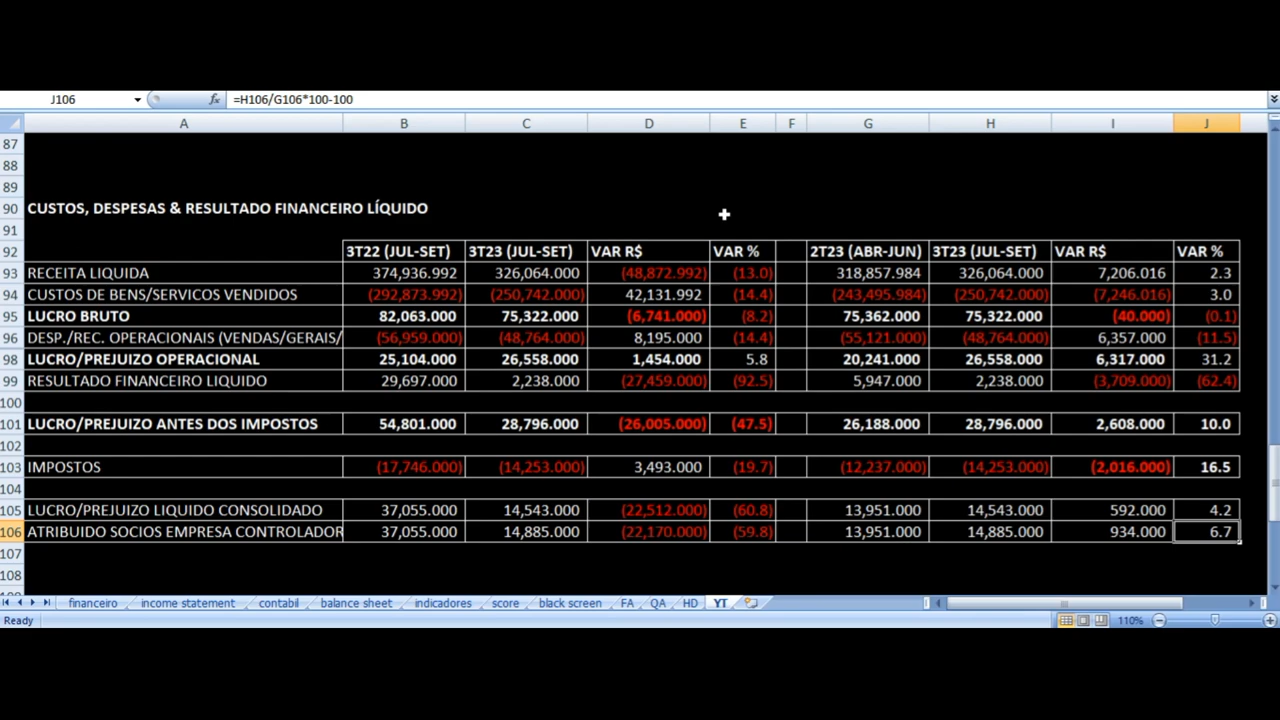 J106 fx =H106/G106*100-100
A B C D E F G H I J
87
88
89
90 CUSTOS, DESPESAS & RESULTADO FINANCEIRO LÍQUIDO
91
92 3T22 (JUL-SET) 3T23 (JUL-SET) VAR R$ VAR % 2T23 (ABR-JUN) 3T23 (JUL-SET) VAR R$ VAR %
93 RECEITA LIQUIDA 374,936.992 326,064.000 (48,872.992) (13.0) 318,857.984 326,064.000 7,206.016 2.3
94 CUSTOS DE BENS/SERVICOS VENDIDOS (292,873.992) (250,742.000) 42,131.992 (14.4) (243,495.984) (250,742.000) (7,246.016) 3.0
95 LUCRO BRUTO 82,063.000 75,322.000 (6,741.000) (8.2) 75,362.000 75,322.000 (40.000) (0.1)
96 DESP./REC. OPERACIONAIS (VENDAS/GERAIS/ (56,959.000) (48,764.000) 8,195.000 (14.4) (55,121.000) (48,764.000) 6,357.000 (11.5)
98 LUCRO/PREJUIZO OPERACIONAL 25,104.000 26,558.000 1,454.000 5.8 20,241.000 26,558.000 6,317.000 31.2
99 RESULTADO FINANCEIRO LIQUIDO 29,697.000 2,238.000 (27,459.000) (92.5) 5,947.000 2,238.000 (3,709.000) (62.4)
100
101 LUCRO/PREJUIZO ANTES DOS IMPOSTOS 54,801.000 28,796.000 (26,005.000) (47.5) 26,188.000 28,796.000 2,608.000 10.0
102
103 IMPOSTOS (17,746.000) (14,253.000) 3,493.000 (19.7) (12,237.000) (14,253.000) (2,016.000) 16.5
104
105 LUCRO/PREJUIZO LIQUIDO CONSOLIDADO 37,055.000 14,543.000 (22,512.000) (60.8) 13,951.000 14,543.000 592.000 4.2
106 ATRIBUIDO SOCIOS EMPRESA CONTROLADOR 37,055.000 14,885.000 (22,170.000) (59.8) 13,951.000 14,885.000 934.000 6.7
107
108
financeiro income statement contabil balance sheet indicadores score black screen FA QA HD YT
Ready 110%